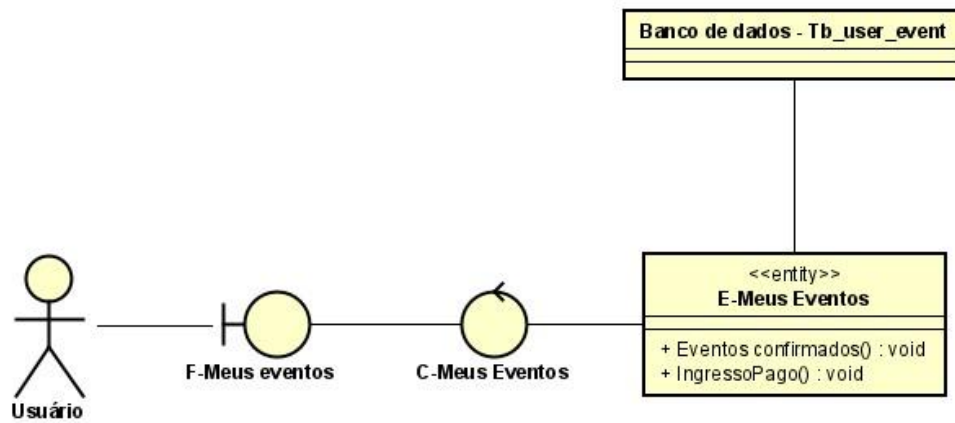 Banco de dados - Tb_user_event
<<entity>>
E-Meus Eventos
+ Eventos confirmados() : void
+ IngressoPago() : void
F-Meus eventos
C-Meus Eventos
Usuário